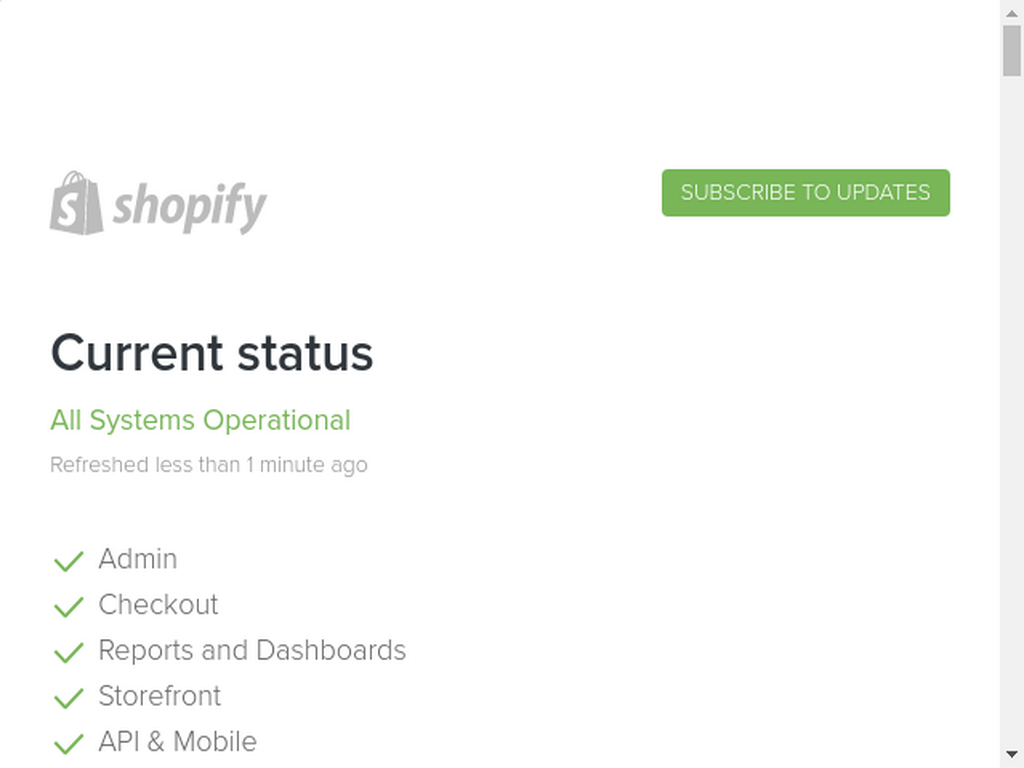 shopify
SUBSCRIBE TO UPDATES
Current status
All Systems Operational
Refreshed less than 1 minute ago
Admin
Checkout
Reports and Dashboards
Storefront
API & Mobile